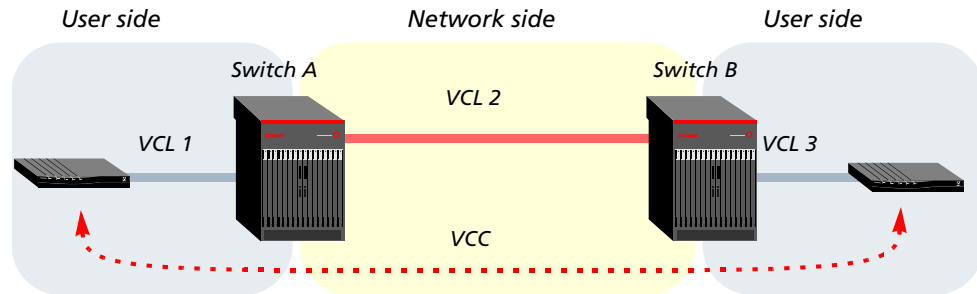 User side
Network side
User side
Switch A
Switch B
VCL 2
VCL 1
VCL 3
VCC